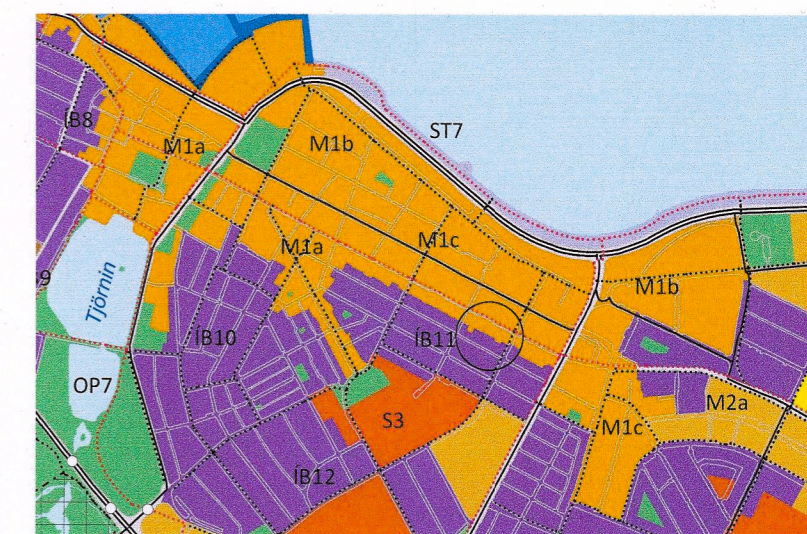 ST7
ÍB8
M1a
M1b
M1a
M1c
9
Tjörnin
M1b
ÍB10
ÍB11
OP7
M2a
S3
M1c
ÍB12